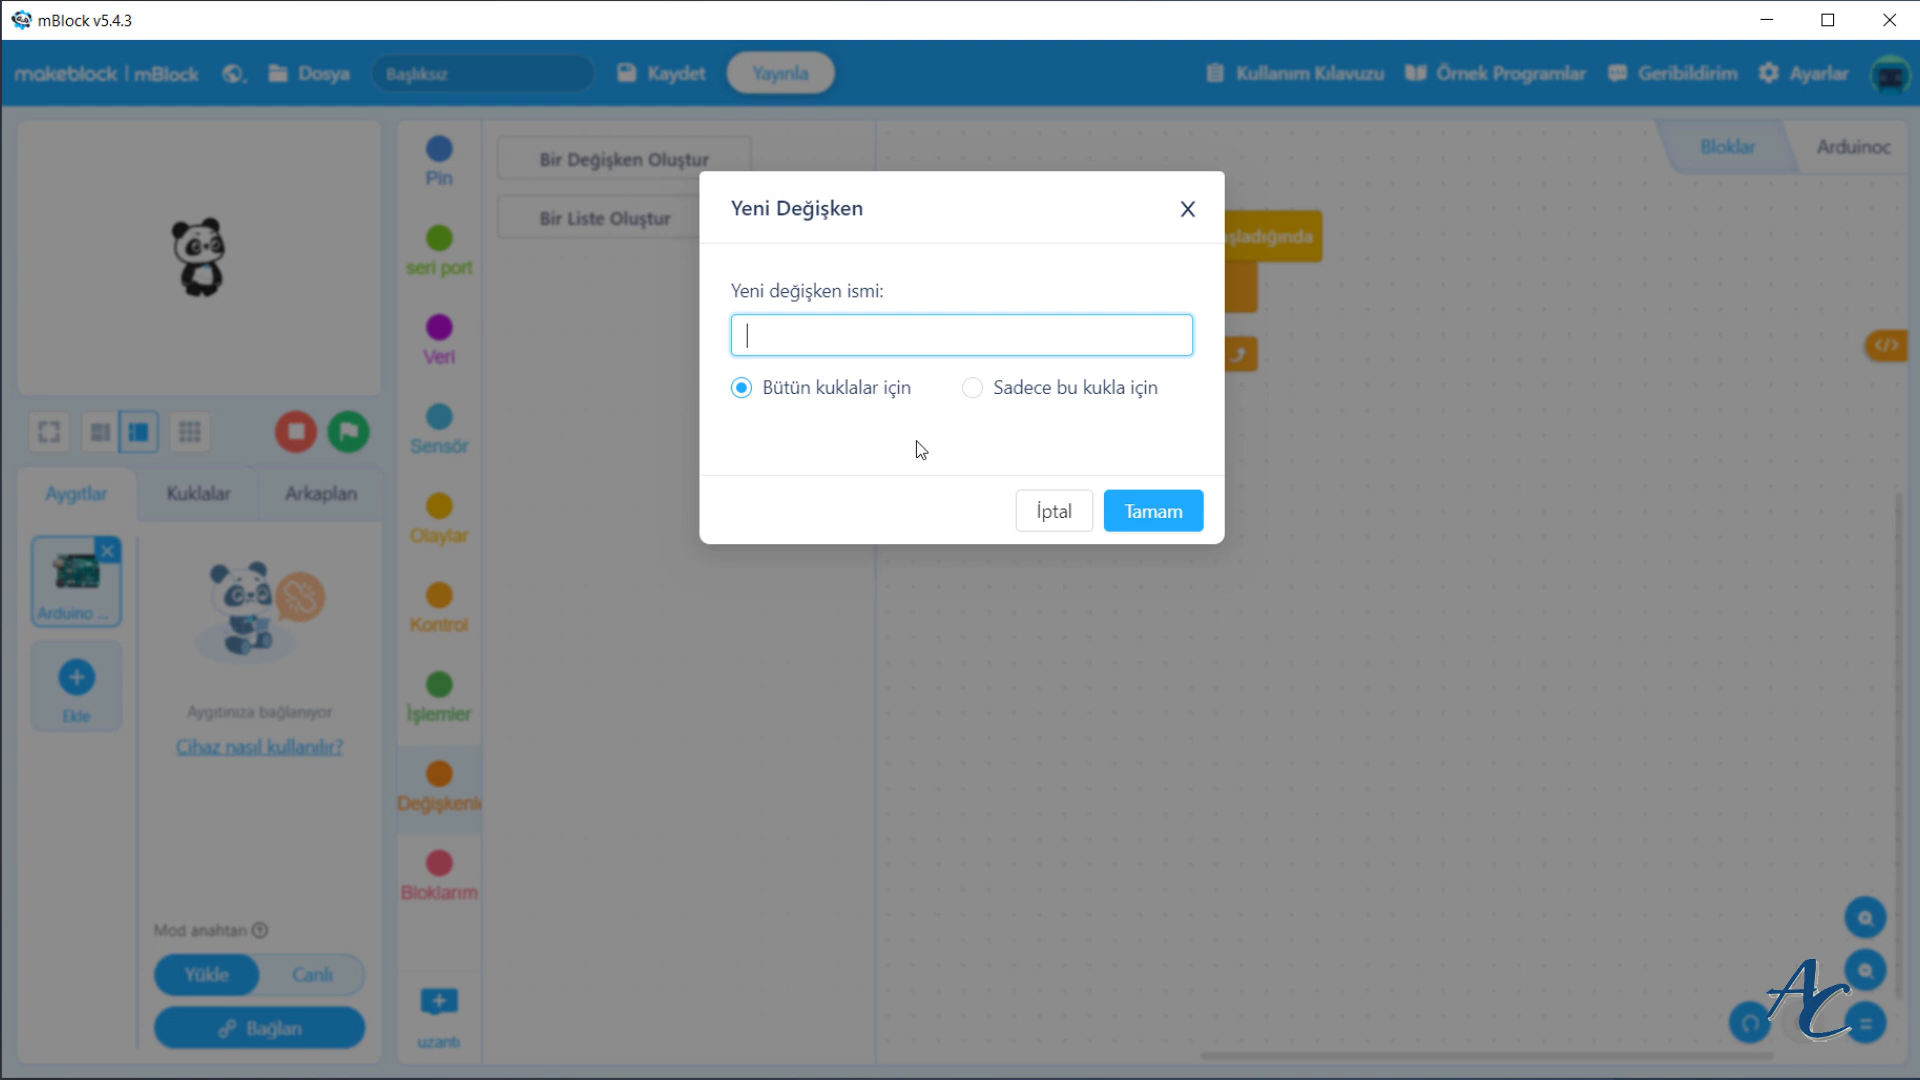 mBlock v5.4.3
makeblock | mBlock
Dosya
Başlıksız
Kaydet
Yayınla
Kullanım Kılavuzu
Örnek Programlar
Geribildirim
Ayarlar
Pin
seri port
Veri
Sensör
Olaylar
Kontrol
İşlemler
Değişkenle
Bloklarım
uzantı
Bir Değişken Oluştur
Bir Liste Oluştur
Bloklar
Arduinoc
şladığında
Yeni Değişken
Yeni değişken ismi:
Bütün kuklalar için
Sadece bu kukla için
İptal
Tamam
Aygıtlar
Kuklalar
Arkaplan
Arduino ...
Ekle
Aygıtınıza bağlanıyor
Cihaz nasıl kullanılır?
Mod anahtarı
Yükle
Canlı
Bağlan
AC